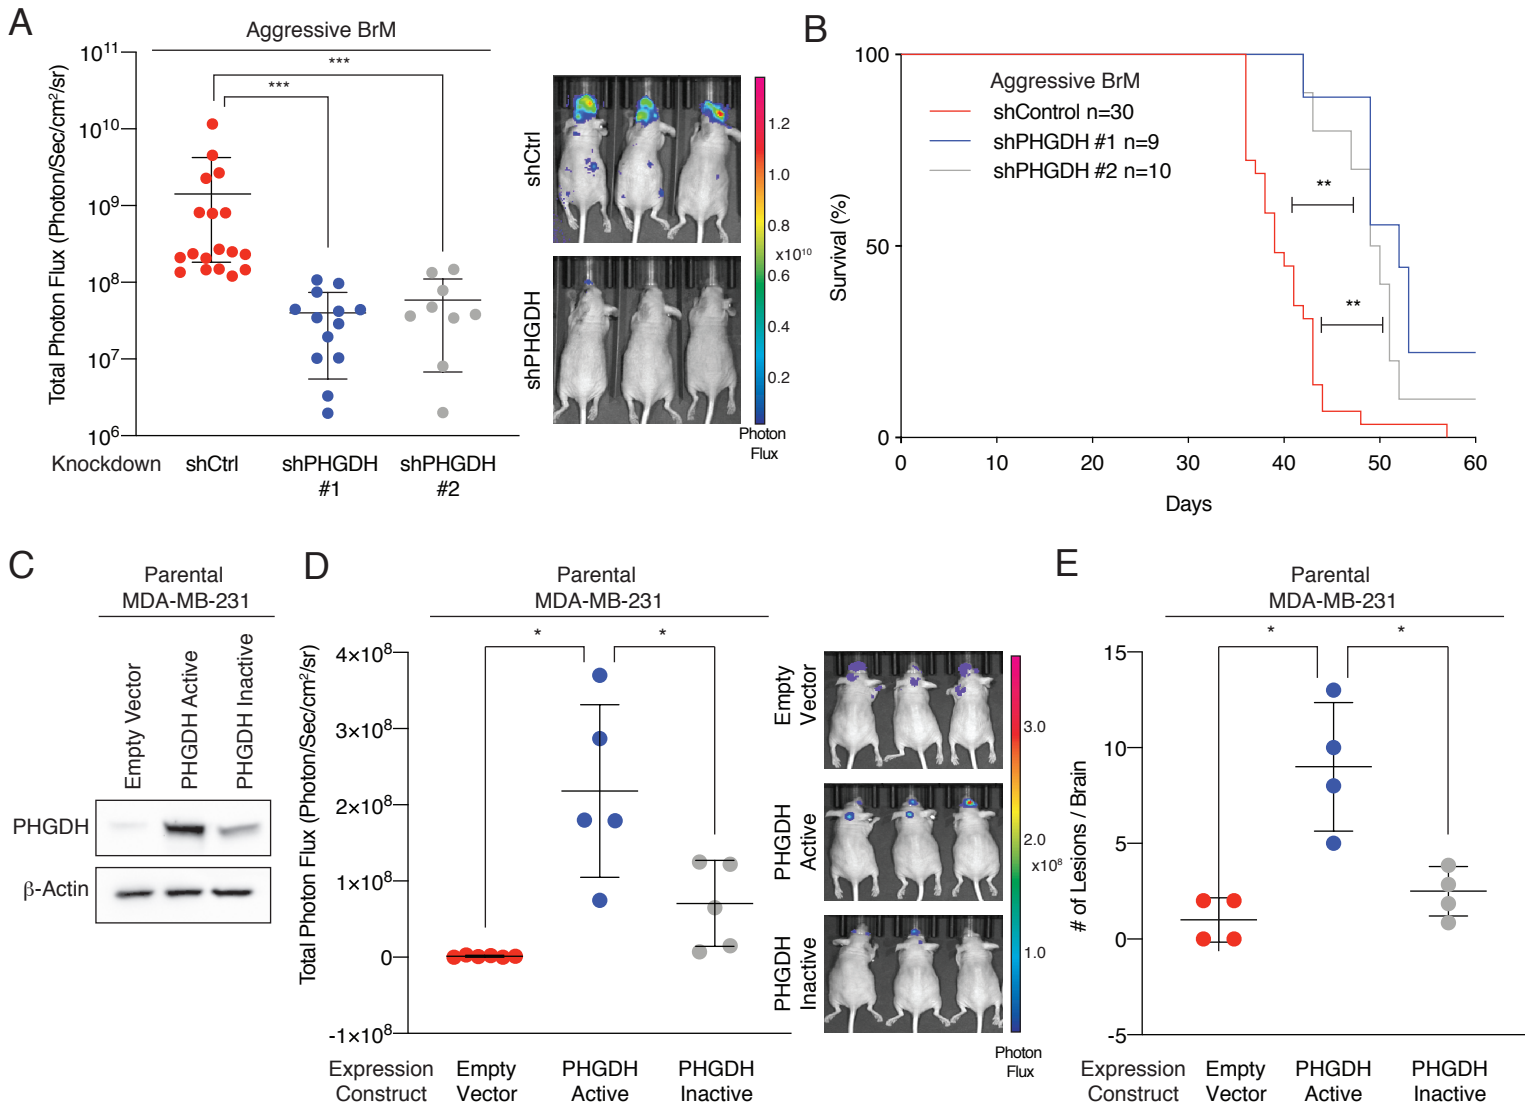 A
Aggressive BrM
***
***
Total Photon Flux (Photon/Sec/cm²/sr)
10¹¹
10¹⁰
10⁹
10⁸
10⁷
10⁶
Knockdown
shCtrl
shPHGDH
#1
shPHGDH
#2
shCtrl
shPHGDH
1.2
1.0
0.8
x10¹⁰
0.6
0.4
0.2
Photon
Flux
B
Survival (%)
100
50
0
Aggressive BrM
shControl n=30
shPHGDH #1 n=9
shPHGDH #2 n=10
**
**
0
10
20
30
40
50
60
Days
C
Parental
MDA-MB-231
Empty Vector
PHGDH Active
PHGDH Inactive
PHGDH
β-Actin
D
Parental
MDA-MB-231
*
*
Total Photon Flux (Photon/Sec/cm²/sr)
4×10⁸
3×10⁸
2×10⁸
1×10⁸
0
-1×10⁸
Expression
Construct
Empty
Vector
PHGDH
Active
PHGDH
Inactive
Empty
Vector
PHGDH
Active
PHGDH
Inactive
3.0
2.0
x10⁸
1.0
Photon
Flux
E
Parental
MDA-MB-231
*
*
# of Lesions / Brain
15
10
5
0
-5
Expression
Construct
Empty
Vector
PHGDH
Active
PHGDH
Inactive